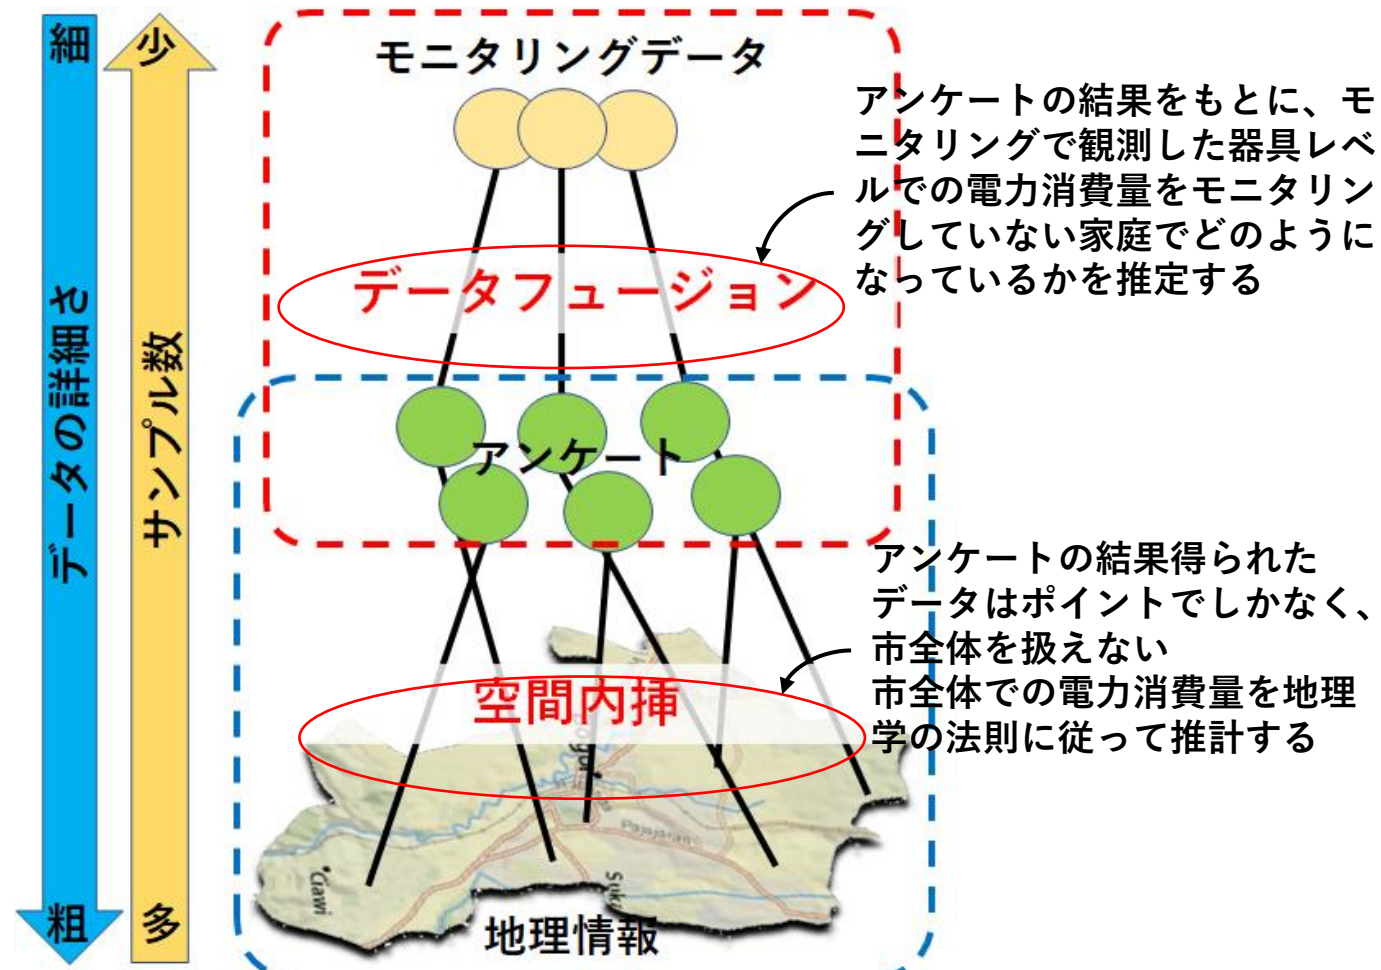 細
データの詳細さ
粗
少
サンプル数
多
モニタリングデータ
アンケートの結果をもとに、モ
ニタリングで観測した器具レベ
ルでの電力消費量をモニタリン
グしていない家庭でどのように
なっているかを推定する
データフュージョン
アンケート
アンケートの結果得られた
データはポイントでしかなく、
市全体を扱えない
市全体での電力消費量を地理
学の法則に従って推計する
空間内挿
Pajajaran
Ciawi
地理情報